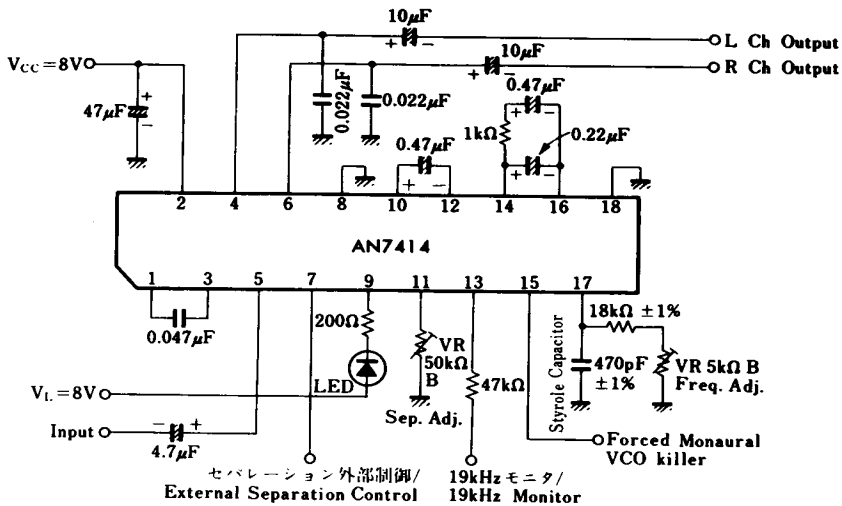 10μF
L Ch Output
10μF
R Ch Output
VCC=8V
47μF
0.022μF
0.022μF
0.47μF
1kΩ
0.22μF
0.47μF
2 4 6 8 10 12 14 16 18
AN7414
1 3 5 7 9 11 13 15 17
0.047μF
200Ω
LED
VR
50kΩ
B
Sep. Adj.
47kΩ
18kΩ ±1%
Styrole Capacitor
470pF
±1%
VR 5kΩ B
Freq. Adj.
VL=8V
Input
4.7μF
Forced Monaural
VCO killer
セパレーション外部制御/
External Separation Control
19kHzモニタ/
19kHz Monitor